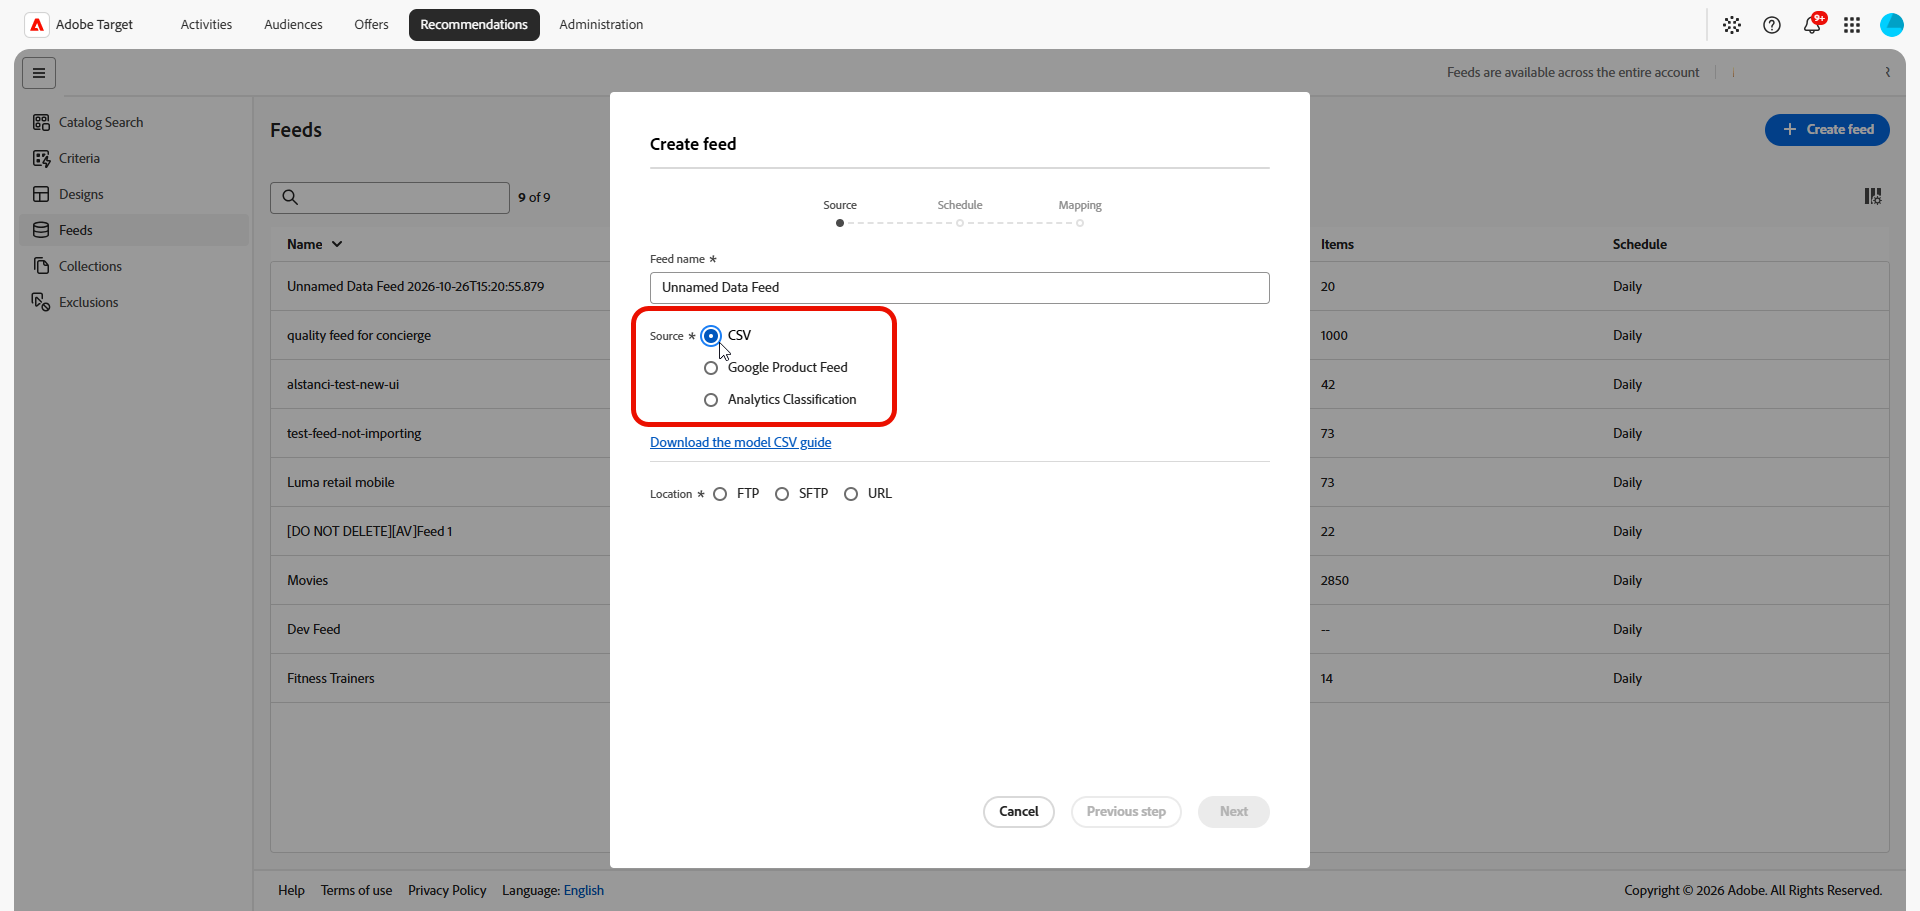 Adobe Target Activities Audiences Offers Recommendations Administration 9+
Feeds are available across the entire account
Catalog Search
Criteria
Designs
Feeds
Collections
Exclusions
Feeds
Create feed
9 of 9
Name Items Schedule
Unnamed Data Feed 2026-10-26T15:20:55.879 20 Daily
quality feed for concierge 1000 Daily
alstanci-test-new-ui 42 Daily
test-feed-not-importing 73 Daily
Luma retail mobile 73 Daily
[DO NOT DELETE][AV]Feed 1 22 Daily
Movies 2850 Daily
Dev Feed -- Daily
Fitness Trainers 14 Daily
Create feed
Source Schedule Mapping
Feed name *
Unnamed Data Feed
Source * CSV
Google Product Feed
Analytics Classification
Download the model CSV guide
Location * FTP SFTP URL
Cancel Previous step Next
Help Terms of use Privacy Policy Language: English
Copyright © 2026 Adobe. All Rights Reserved.